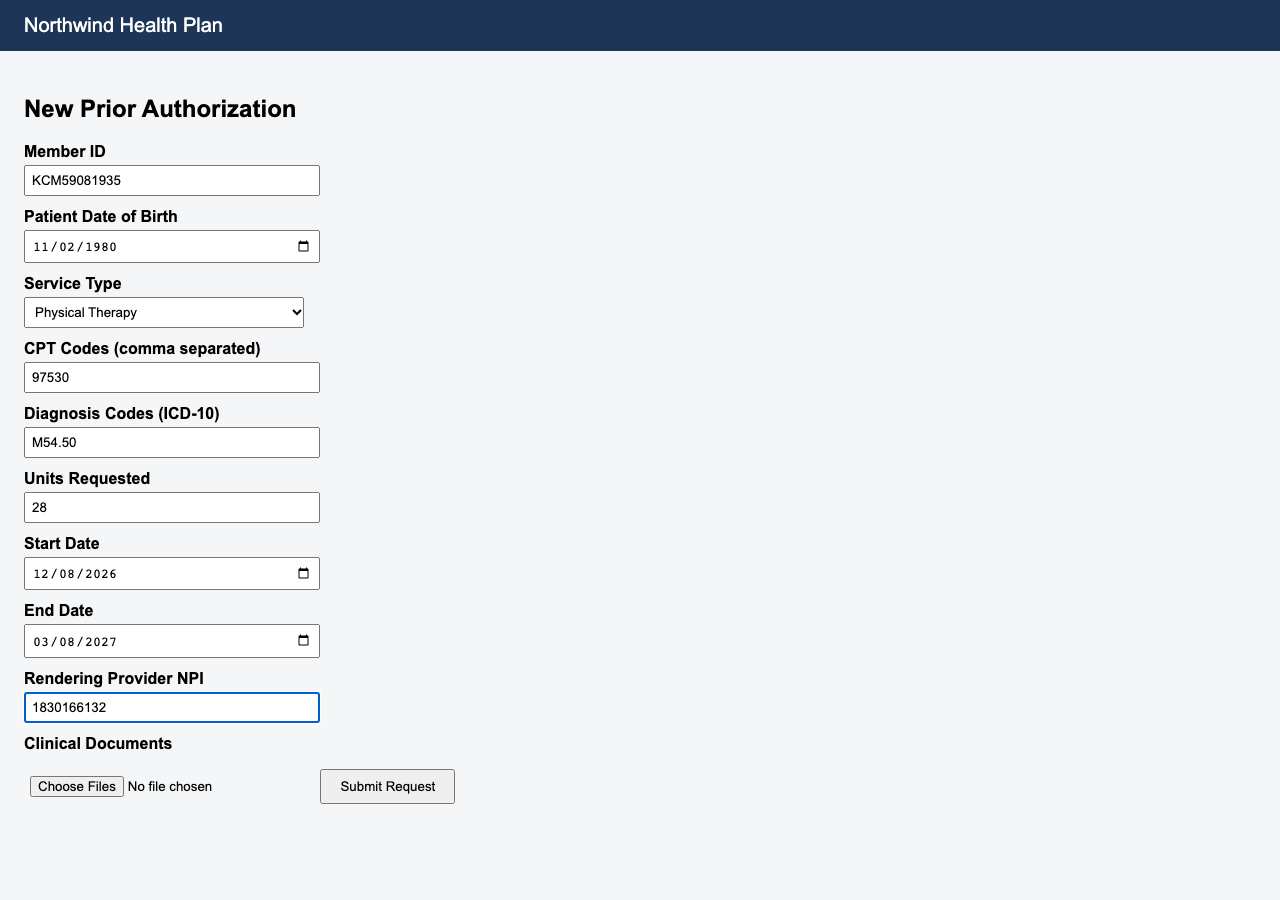 Northwind Health Plan
New Prior Authorization
Member ID
KCM59081935
Patient Date of Birth
11/02/1980
Service Type
Physical Therapy
CPT Codes (comma separated)
97530
Diagnosis Codes (ICD-10)
M54.50
Units Requested
28
Start Date
12/08/2026
End Date
03/08/2027
Rendering Provider NPI
1830166132
Clinical Documents
Choose Files No file chosen Submit Request